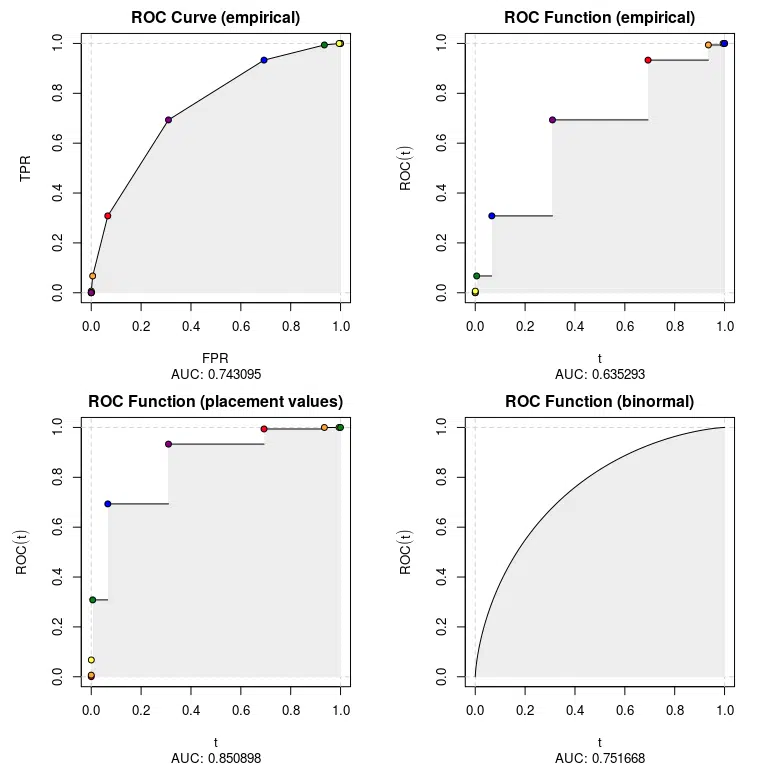 ROC Curve (empirical)
TPR
0.0 0.2 0.4 0.6 0.8 1.0
0.0 0.2 0.4 0.6 0.8 1.0
FPR
AUC: 0.743095
ROC Function (empirical)
ROC(t)
0.0 0.2 0.4 0.6 0.8 1.0
0.0 0.2 0.4 0.6 0.8 1.0
t
AUC: 0.635293
ROC Function (placement values)
ROC(t)
0.0 0.2 0.4 0.6 0.8 1.0
0.0 0.2 0.4 0.6 0.8 1.0
t
AUC: 0.850898
ROC Function (binormal)
ROC(t)
0.0 0.2 0.4 0.6 0.8 1.0
0.0 0.2 0.4 0.6 0.8 1.0
t
AUC: 0.751668